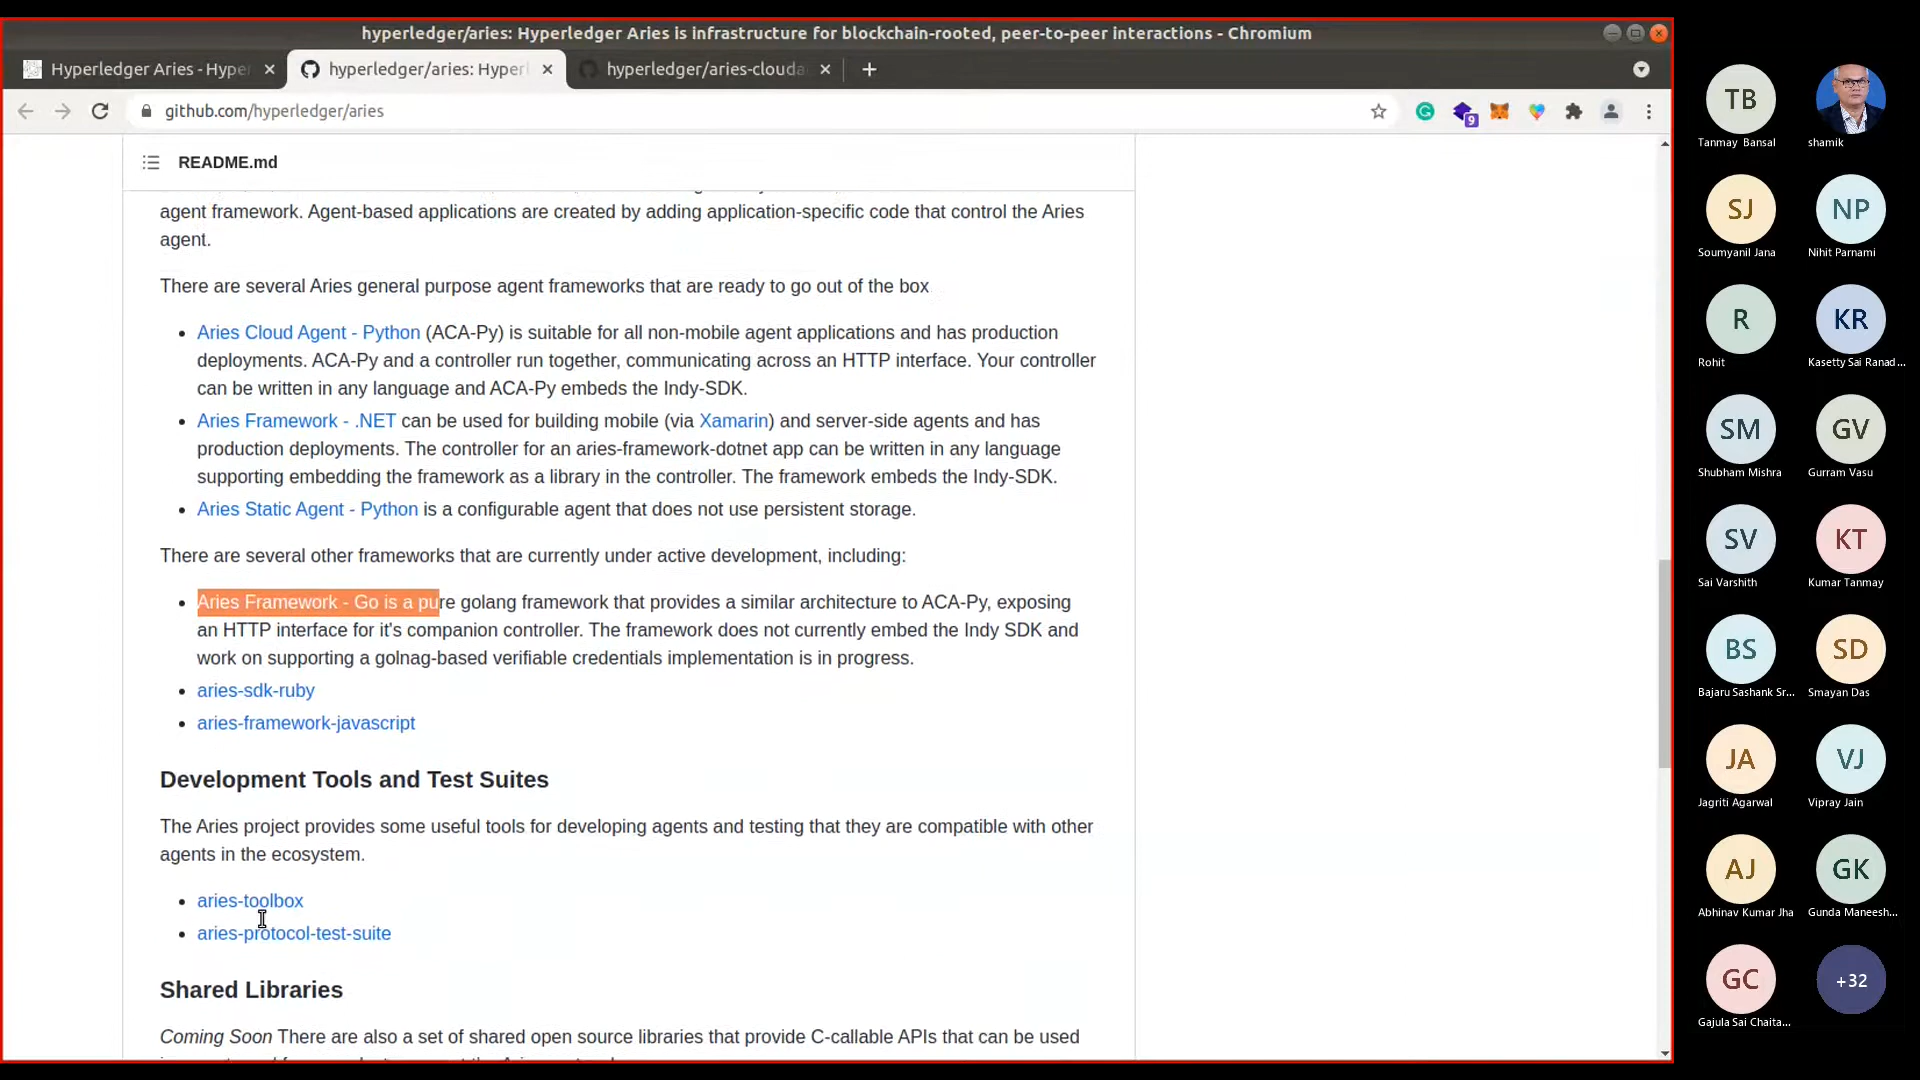 hyperledger/aries: Hyperledger Aries is infrastructure for blockchain-rooted, peer-to-peer interactions - Chromium
Hyperledger Aries - Hype
hyperledger/aries: Hyperl
hyperledger/aries-clouda
github.com/hyperledger/aries
9
README.md
agent framework. Agent-based applications are created by adding application-specific code that control the Aries
agent.
There are several Aries general purpose agent frameworks that are ready to go out of the box
Aries Cloud Agent - Python (ACA-Py) is suitable for all non-mobile agent applications and has production
deployments. ACA-Py and a controller run together, communicating across an HTTP interface. Your controller
can be written in any language and ACA-Py embeds the Indy-SDK.
Aries Framework - .NET can be used for building mobile (via Xamarin) and server-side agents and has
production deployments. The controller for an aries-framework-dotnet app can be written in any language
supporting embedding the framework as a library in the controller. The framework embeds the Indy-SDK.
Aries Static Agent - Python is a configurable agent that does not use persistent storage.
There are several other frameworks that are currently under active development, including:
Aries Framework - Go is a pure golang framework that provides a similar architecture to ACA-Py, exposing
an HTTP interface for it's companion controller. The framework does not currently embed the Indy SDK and
work on supporting a golnag-based verifiable credentials implementation is in progress.
aries-sdk-ruby
aries-framework-javascript
Development Tools and Test Suites
The Aries project provides some useful tools for developing agents and testing that they are compatible with other
agents in the ecosystem.
aries-toolbox
aries-protocol-test-suite
Shared Libraries
Coming Soon There are also a set of shared open source libraries that provide C-callable APIs that can be used
TB
Tanmay Bansal
shamik
SJ
Soumyanil Jana
NP
Nihit Parnami
R
Rohit
KR
Kasetty Sai Ranad...
SM
Shubham Mishra
GV
Gurram Vasu
SV
Sai Varshith
KT
Kumar Tanmay
BS
Bajaru Sashank Sr...
SD
Smayan Das
JA
Jagriti Agarwal
VJ
Vipray Jain
AJ
Abhinav Kumar Jha
GK
Gunda Maneesh...
GC
Gajula Sai Chaita...
+32